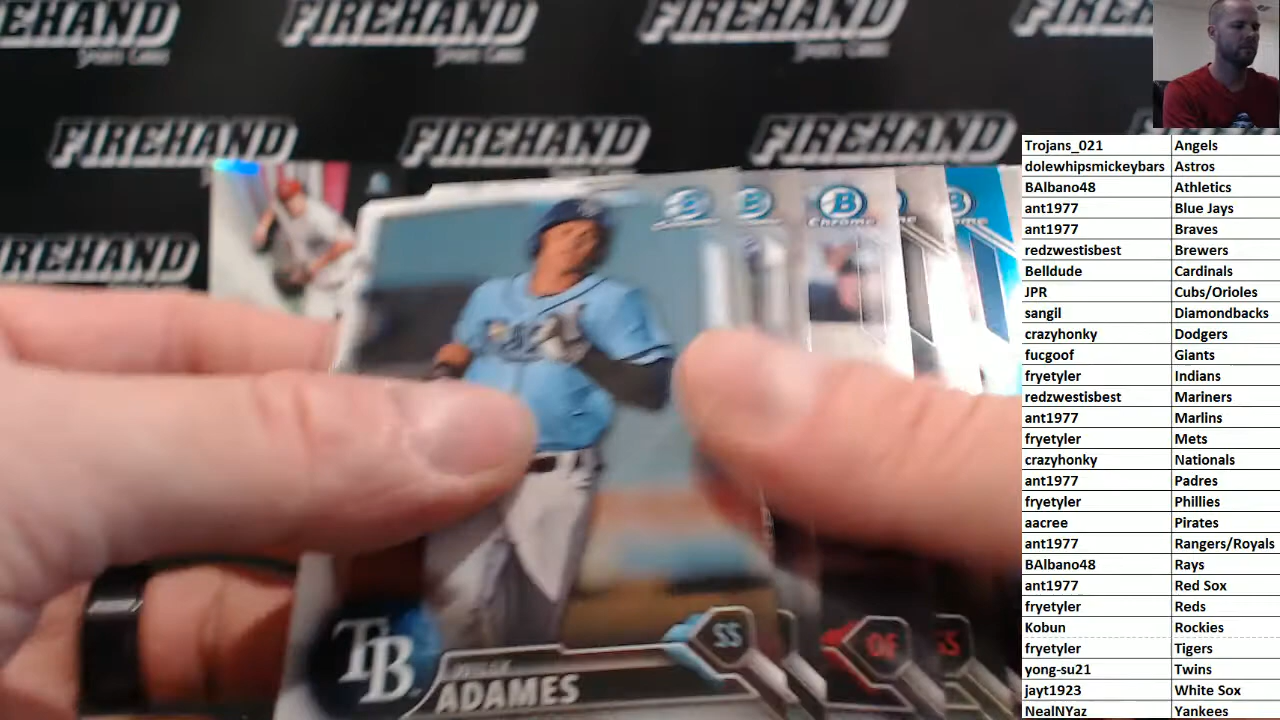 FIREHAND FIREHAND FIREHAND
FIREHAND FIREHAND FIREHAND
FIREHAND
B B B
Chrome
TB SS OF SS
WILLY
ADAMES
Trojans_021 Angels
dolewhipsmickeybars Astros
BAlbano48 Athletics
ant1977 Blue Jays
ant1977 Braves
redzwestisbest Brewers
Belldude Cardinals
JPR Cubs/Orioles
sangil Diamondbacks
crazyhonky Dodgers
fucgoof Giants
fryetyler Indians
redzwestisbest Mariners
ant1977 Marlins
fryetyler Mets
crazyhonky Nationals
ant1977 Padres
fryetyler Phillies
aacree Pirates
ant1977 Rangers/Royals
BAlbano48 Rays
ant1977 Red Sox
fryetyler Reds
Kobun Rockies
fryetyler Tigers
yong-su21 Twins
jayt1923 White Sox
NealNYaz Yankees